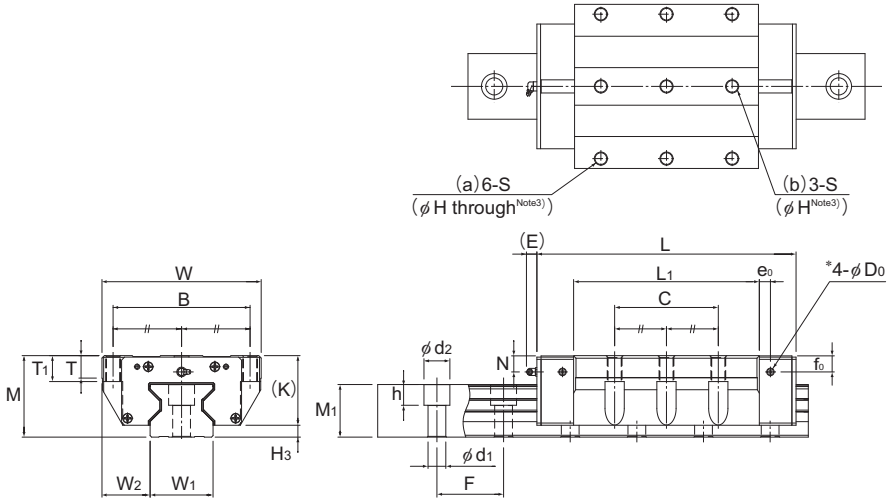 (a)6-S
(φH through Note3))
(b)3-S
(φH Note3))
(E)
L
L1
e0
*4-φD0
C
N
f0
W
B
//
//
//
//
T1
T
M
(K)
H3
W2
W1
φd2
h
M1
φd1
F